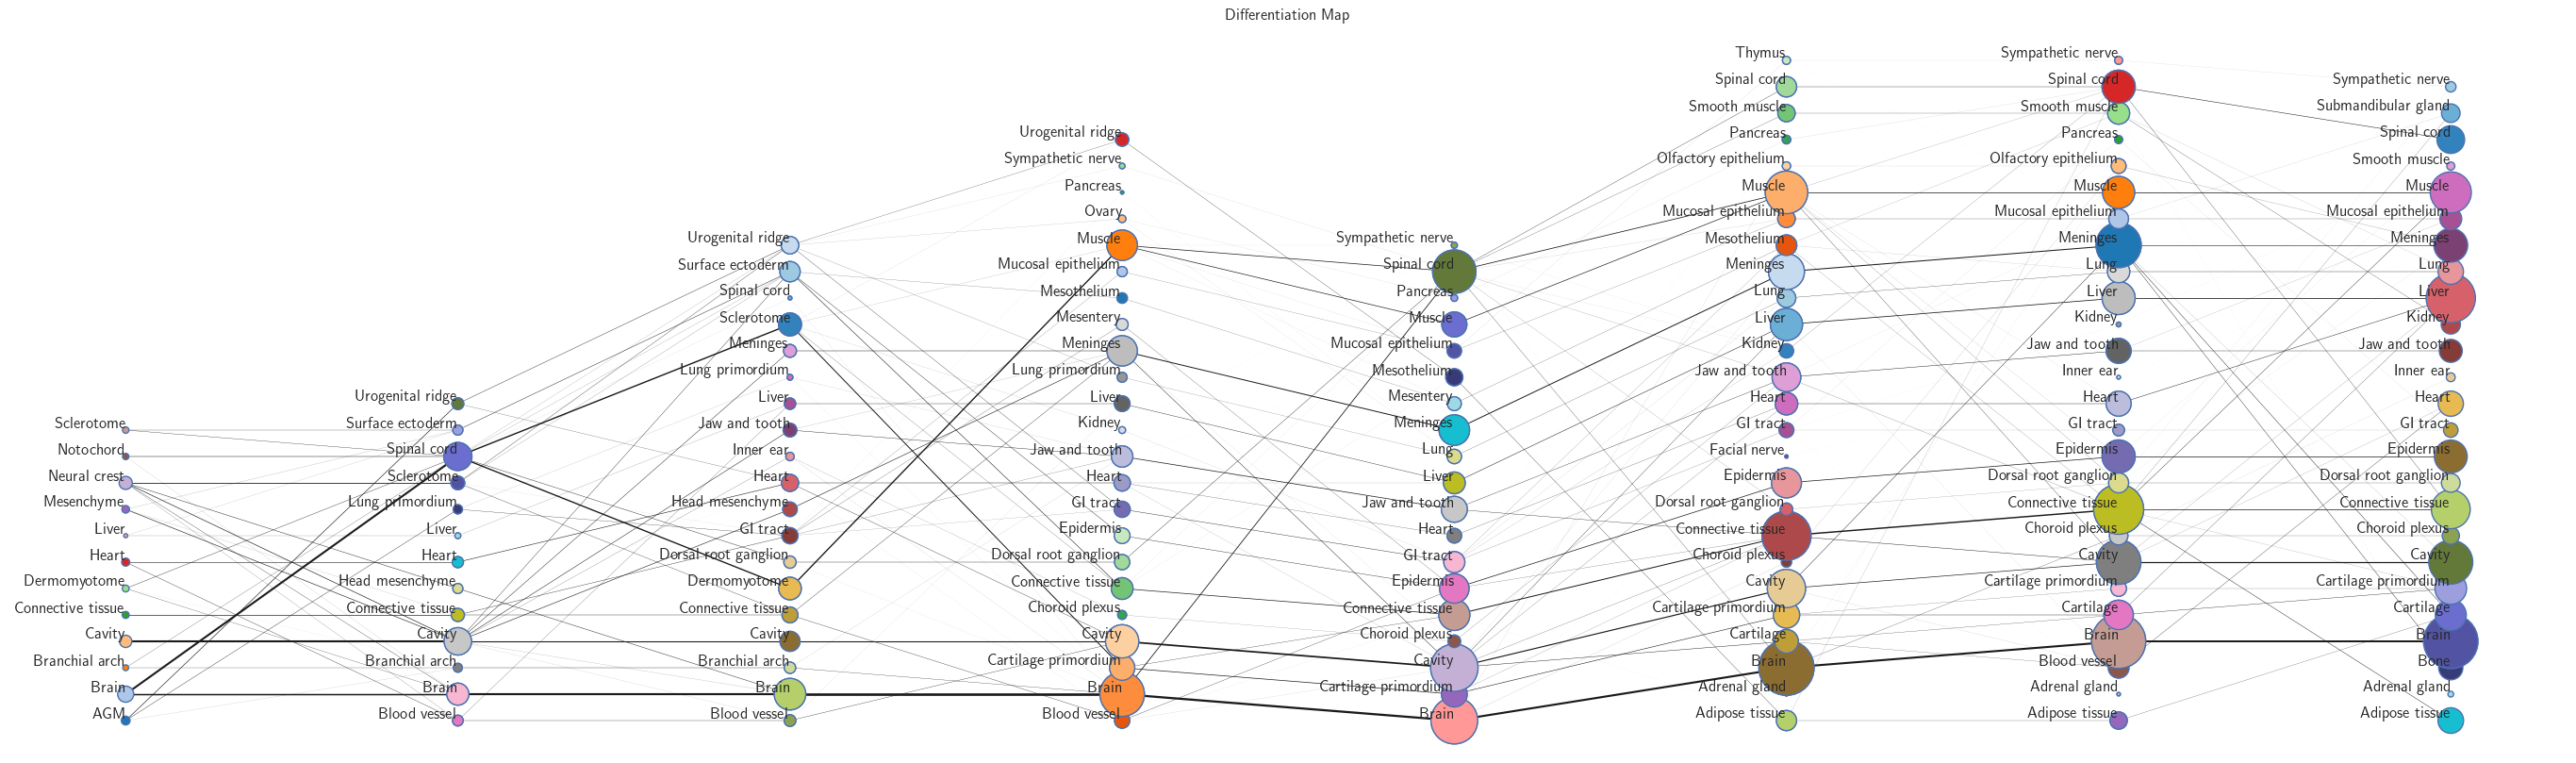 Differentiation Map
Sclerotome
Notochord
Neural crest
Mesenchyme
Liver
Heart
Dermomyotome
Connective tissue
Cavity
Branchial arch
Brain
AGM
Urogenital ridge
Surface ectoderm
Spinal cord
Sclerotome
Lung primordium
Liver
Heart
Head mesenchyme
Connective tissue
Cavity
Branchial arch
Brain
Blood vessel
Urogenital ridge
Surface ectoderm
Spinal cord
Sclerotome
Meninges
Lung primordium
Liver
Jaw and tooth
Inner ear
Heart
Head mesenchyme
GI tract
Dorsal root ganglion
Dermomyotome
Connective tissue
Cavity
Branchial arch
Brain
Blood vessel
Urogenital ridge
Sympathetic nerve
Pancreas
Ovary
Muscle
Mucosal epithelium
Mesothelium
Mesentery
Meninges
Lung primordium
Liver
Kidney
Jaw and tooth
Heart
GI tract
Epidermis
Dorsal root ganglion
Connective tissue
Choroid plexus
Cavity
Cartilage primordium
Brain
Blood vessel
Sympathetic nerve
Spinal cord
Pancreas
Muscle
Mucosal epithelium
Mesothelium
Mesentery
Meninges
Lung
Liver
Jaw and tooth
Heart
GI tract
Epidermis
Connective tissue
Choroid plexus
Cavity
Cartilage primordium
Brain
Thymus
Spinal cord
Smooth muscle
Pancreas
Olfactory epithelium
Muscle
Mucosal epithelium
Mesothelium
Meninges
Lung
Liver
Kidney
Jaw and tooth
Heart
GI tract
Facial nerve
Epidermis
Dorsal root ganglion
Connective tissue
Choroid plexus
Cavity
Cartilage primordium
Cartilage
Brain
Adrenal gland
Adipose tissue
Sympathetic nerve
Spinal cord
Smooth muscle
Pancreas
Olfactory epithelium
Muscle
Mucosal epithelium
Meninges
Lung
Liver
Kidney
Jaw and tooth
Inner ear
Heart
GI tract
Epidermis
Dorsal root ganglion
Connective tissue
Choroid plexus
Cavity
Cartilage primordium
Cartilage
Brain
Blood vessel
Adrenal gland
Adipose tissue
Sympathetic nerve
Submandibular gland
Spinal cord
Smooth muscle
Muscle
Mucosal epithelium
Meninges
Lung
Liver
Kidney
Jaw and tooth
Inner ear
Heart
GI tract
Epidermis
Dorsal root ganglion
Connective tissue
Choroid plexus
Cavity
Cartilage primordium
Cartilage
Brain
Bone
Adrenal gland
Adipose tissue